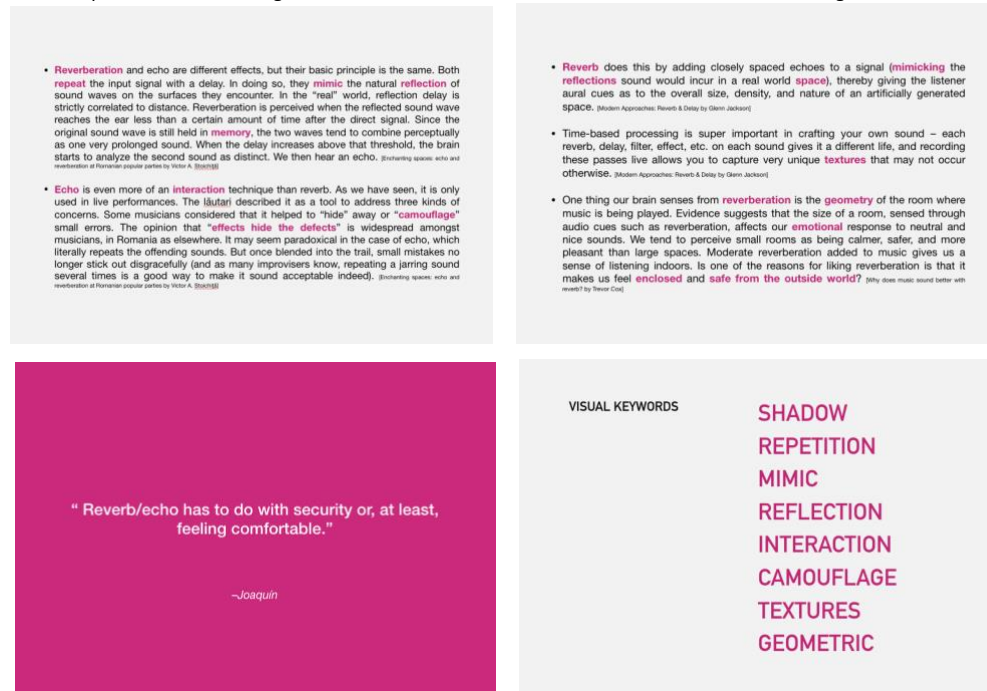 • Reverberation and echo are different effects, but their basic principle is the same. Both
repeat the input signal with a delay. In doing so, they mimic the natural reflection of
sound waves on the surfaces they encounter. In the “real” world, reflection delay is
strictly correlated to distance. Reverberation is perceived when the reflected sound wave
reaches the ear less than a certain amount of time after the direct signal. Since the
original sound wave is still held in memory, the two waves tend to combine perceptually
as one very prolonged sound. When the delay increases above that threshold, the brain
starts to analyze the second sound as distinct. We then hear an echo. [Enchanting spaces: echo and
reverberation at Romanian popular parties by Victor A.
• Echo is even more of an interaction technique than reverb. As we have seen, it is only
used in live performances. The lăutari described it as a tool to address three kinds of
concerns. Some musicians considered that it helped to “hide” away or “camouflage”
small errors. The opinion that “effects hide the defects” is widespread amongst
musicians, in Romania as elsewhere. It may seem paradoxical in the case of echo, which
literally repeats the offending sounds. But once blended into the trail, small mistakes no
longer stick out disgracefully (and as many improvisers know, repeating a jarring sound
several times is a good way to make it sound acceptable indeed). [Enchanting spaces: echo and
reverberation at Romanian popular parties by Victor A.
• Reverb does this by adding closely spaced echoes to a signal (mimicking the
reflections sound would incur in a real world space), thereby giving the listener
aural cues as to the overall size, density, and nature of an artificially generated
space. [Modern Approaches: Reverb & Delay by Glenn Jackson]
• Time-based processing is super important in crafting your own sound – each
reverb, delay, filter, effect, etc. on each sound gives it a different life, and recording
these passes live allows you to capture very unique textures that may not occur
otherwise. [Modern Approaches: Reverb & Delay by Glenn Jackson]
• One thing our brain senses from reverberation is the geometry of the room where
music is being played. Evidence suggests that the size of a room, sensed through
audio cues such as reverberation, affects our emotional response to neutral and
nice sounds. We tend to perceive small rooms as being calmer, safer, and more
pleasant than large spaces. Moderate reverberation added to music gives us a
sense of listening indoors. Is one of the reasons for liking reverberation is that it
makes us feel enclosed and safe from the outside world? [Why does music sound better with
reverb? by Trevor Cox]
“ Reverb/echo has to do with security or, at least,
feeling comfortable.”
–Joaquín
VISUAL KEYWORDS
SHADOW
REPETITION
MIMIC
REFLECTION
INTERACTION
CAMOUFLAGE
TEXTURES
GEOMETRIC